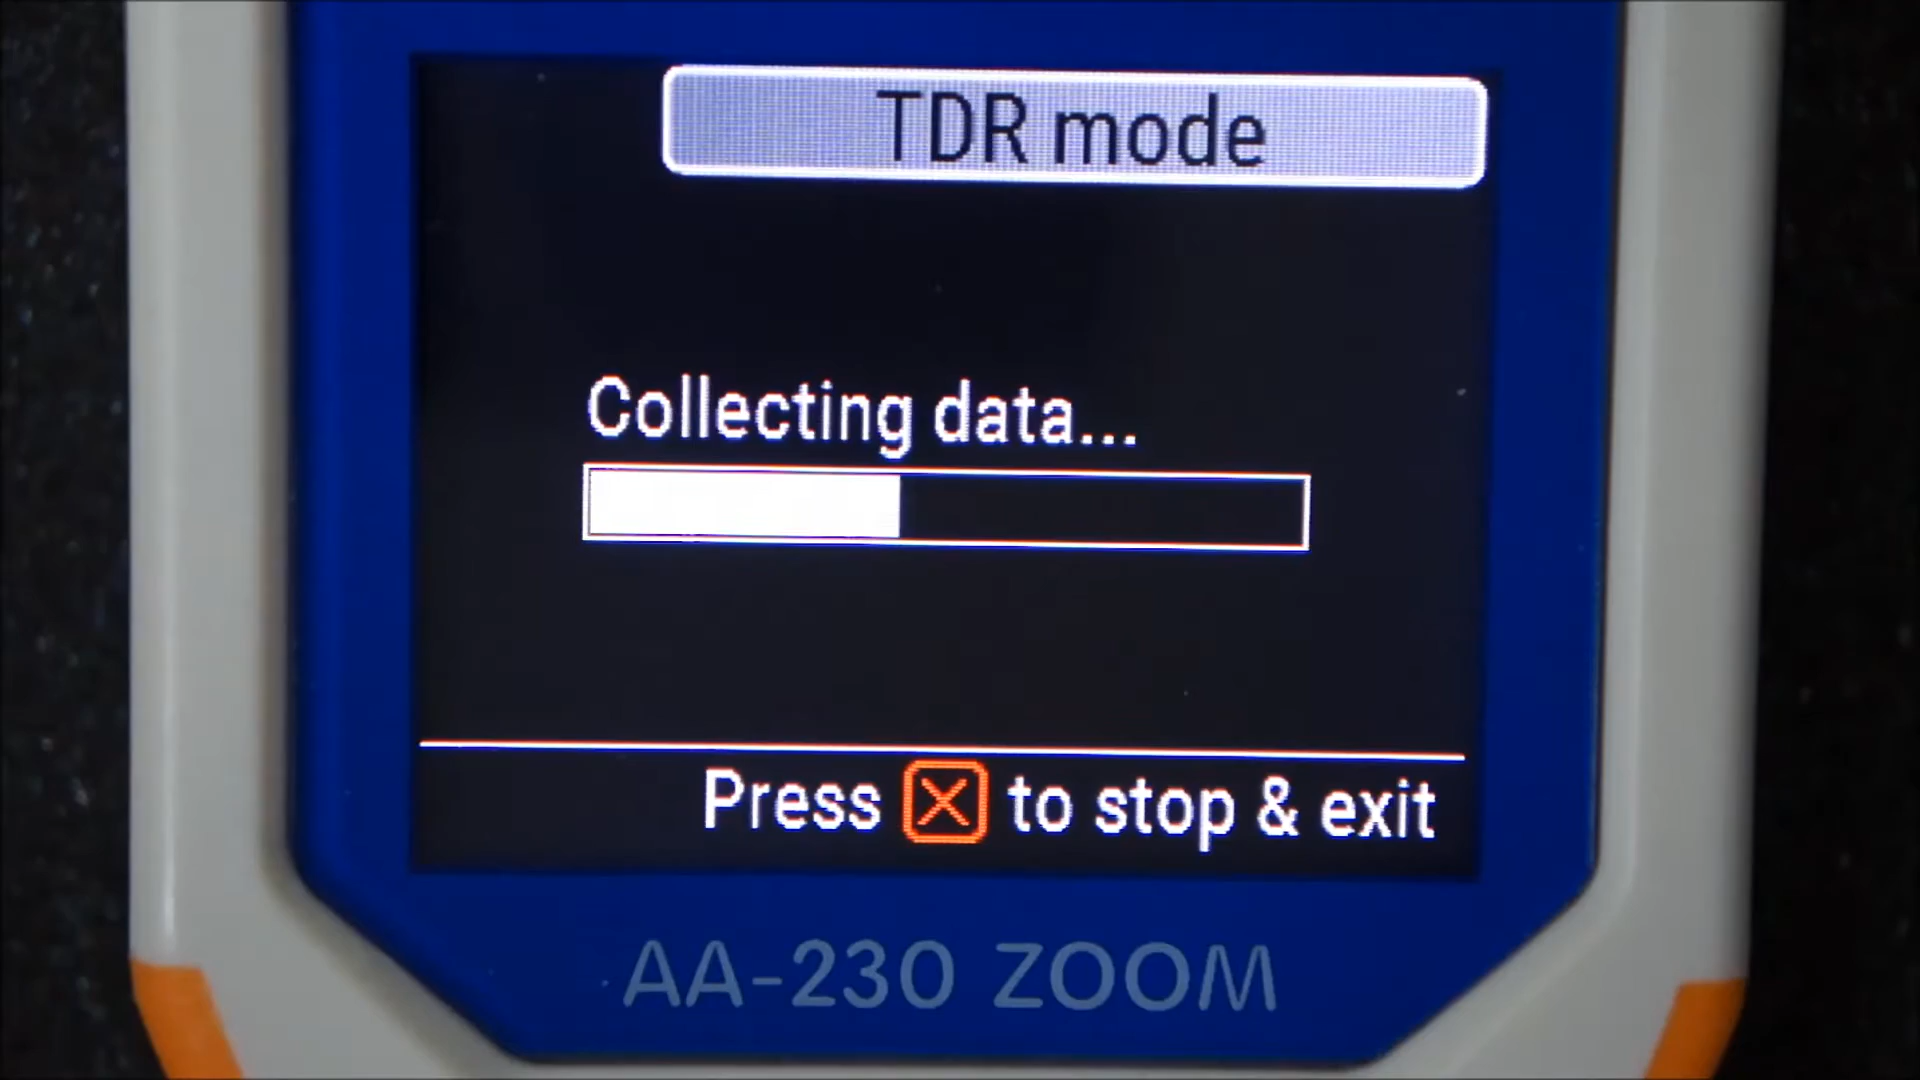 TDR mode
Collecting data...
Press X to stop & exit
AA-230 ZOOM